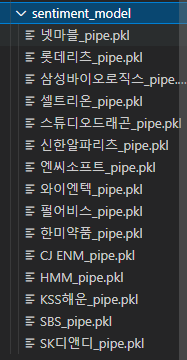 sentiment_model
넷마블_pipe.pkl
롯데리츠_pipe.pkl
삼성바이오로직스_pipe....
셀트리온_pipe.pkl
스튜디오드래곤_pipe.pkl
신한알파리츠_pipe.pkl
엔씨소프트_pipe.pkl
와이엔텍_pipe.pkl
펄어비스_pipe.pkl
한미약품_pipe.pkl
CJ ENM_pipe.pkl
HMM_pipe.pkl
KSS해운_pipe.pkl
SBS_pipe.pkl
SK디앤디_pipe.pkl